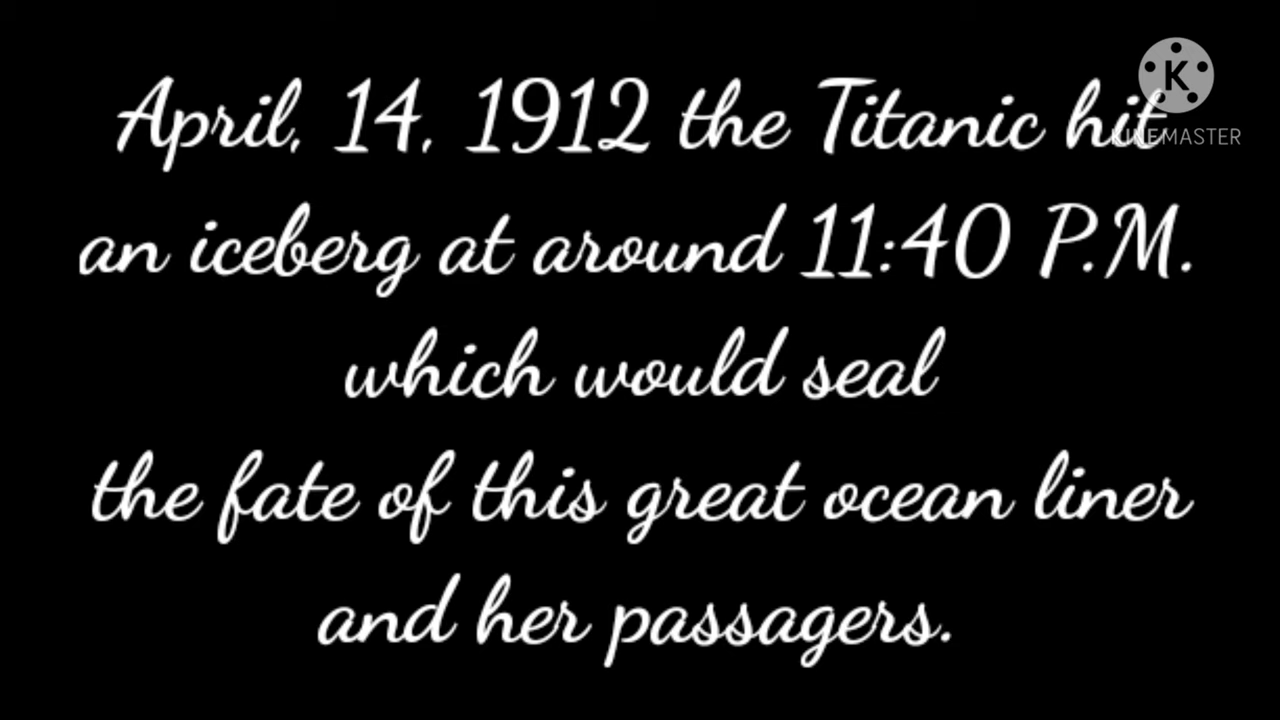 April, 14, 1912 the Titanic hit
an iceberg at around 11:40 P.M.
which would seal
the fate of this great ocean liner
and her passagers.
K
KINEMASTER